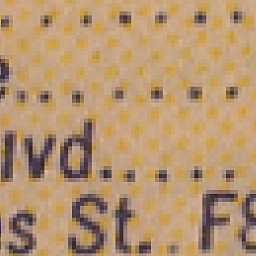 . . . . . . .
e. . . . . . .
lvd. . . . .
s St. . F8